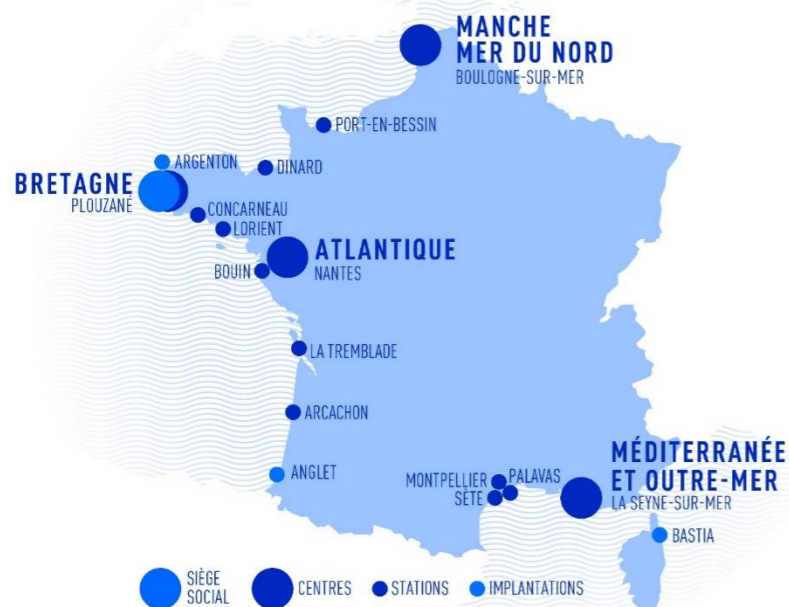 MANCHE
MER DU NORD
BOULOGNE-SUR-MER
PORT-EN-BESSIN
ARGENTON
DINARD
BRETAGNE
PLOUZANÉ
CONCARNEAU
LORIENT
ATLANTIQUE
NANTES
BOUIN
LA TREMBLADE
ARCACHON
ANGLET
MONTPELLIER
PALAVAS
SÈTE
MÉDITERRANÉE
ET OUTRE-MER
LA SEYNE-SUR-MER
BASTIA
SIÈGE
SOCIAL
CENTRES
STATIONS
IMPLANTATIONS